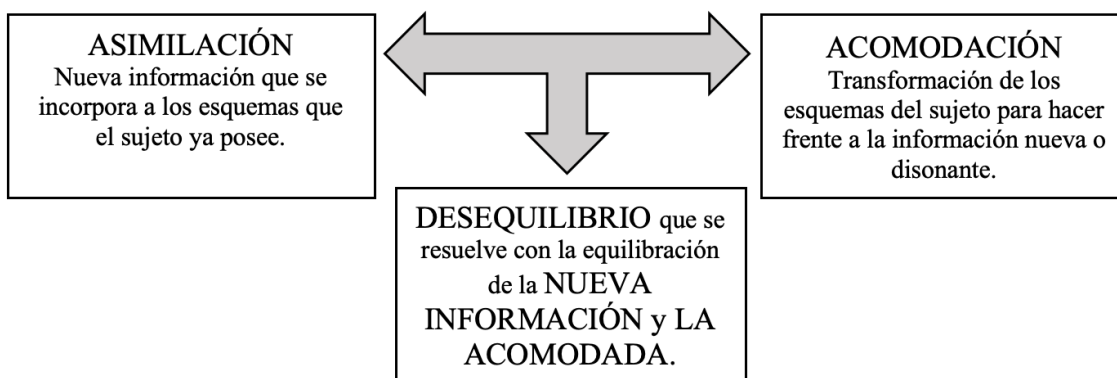 ASIMILACIÓN
Nueva información que se
incorpora a los esquemas que
el sujeto ya posee.
ACOMODACIÓN
Transformación de los
esquemas del sujeto para hacer
frente a la información nueva o
disonante.
DESEQUILIBRIO que se
resuelve con la equilibración
de la NUEVA
INFORMACIÓN y LA
ACOMODADA.